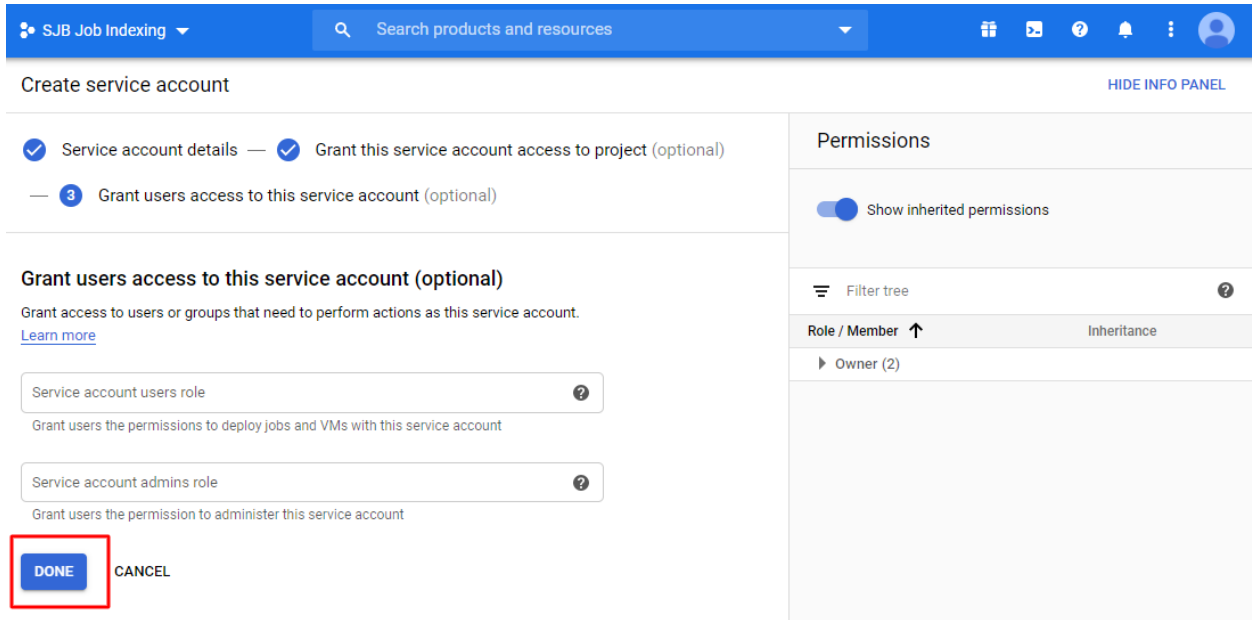 SJB Job Indexing
Search products and resources
Create service account
HIDE INFO PANEL
Service account details — Grant this service account access to project (optional)
— 3 Grant users access to this service account (optional)
Grant users access to this service account (optional)
Grant access to users or groups that need to perform actions as this service account.
Learn more
Service account users role
Grant users the permissions to deploy jobs and VMs with this service account
Service account admins role
Grant users the permission to administer this service account
DONE
CANCEL
Permissions
Show inherited permissions
Filter tree
Role / Member
Inheritance
Owner (2)